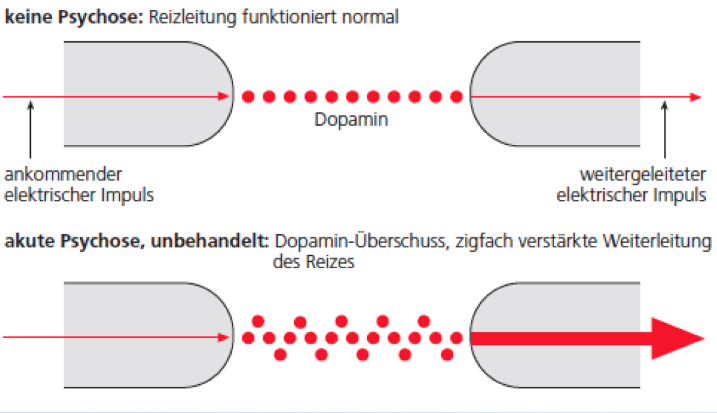 keine Psychose: Reizleitung funktioniert normal
Dopamin
ankommender
elektrischer Impuls
weitergeleiteter
elektrischer Impuls
akute Psychose, unbehandelt: Dopamin-Überschuss, zigfach verstärkte Weiterleitung
des Reizes